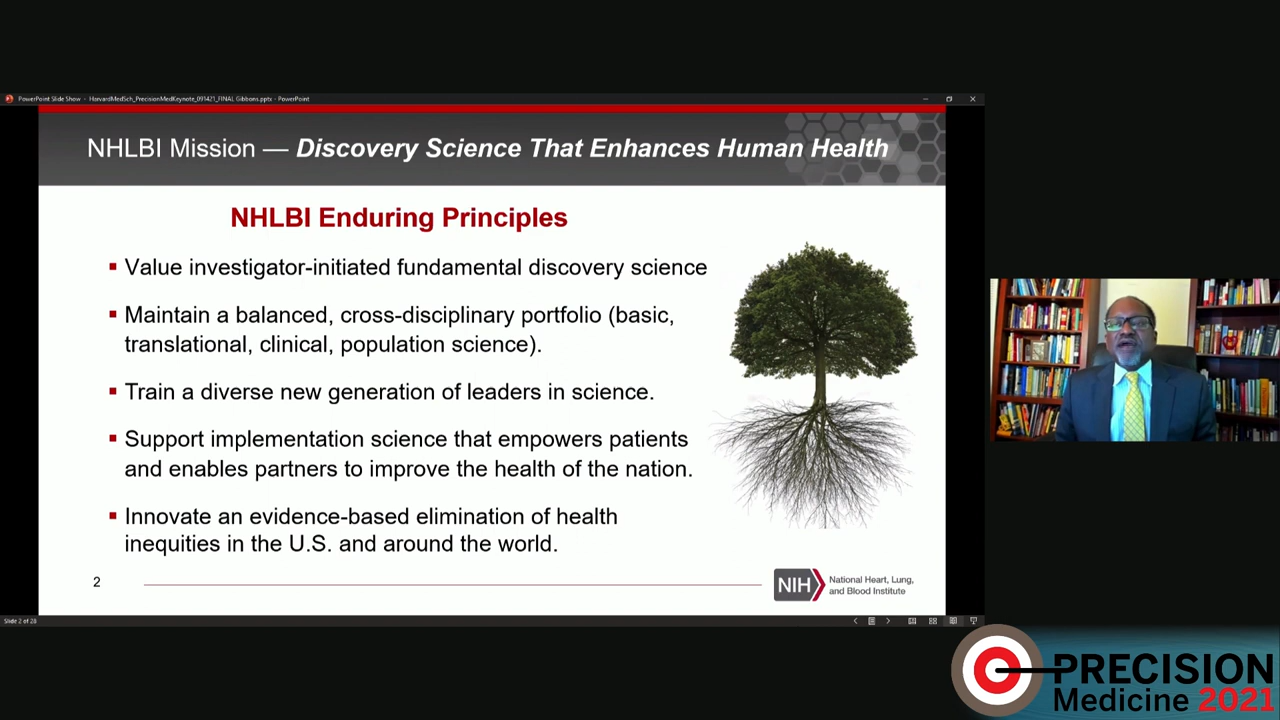 PowerPoint Slide Show - HarvardMedSch_PrecisionMedKeynote_091421_FINAL Gibbons.pptx - PowerPoint
NHLBI Mission — Discovery Science That Enhances Human Health
NHLBI Enduring Principles
▪ Value investigator-initiated fundamental discovery science
▪ Maintain a balanced, cross-disciplinary portfolio (basic,
translational, clinical, population science).
▪ Train a diverse new generation of leaders in science.
▪ Support implementation science that empowers patients
and enables partners to improve the health of the nation.
▪ Innovate an evidence-based elimination of health
inequities in the U.S. and around the world.
2
NIH National Heart, Lung,
and Blood Institute
Slide 2 of 28
PRECISION
Medicine 2021